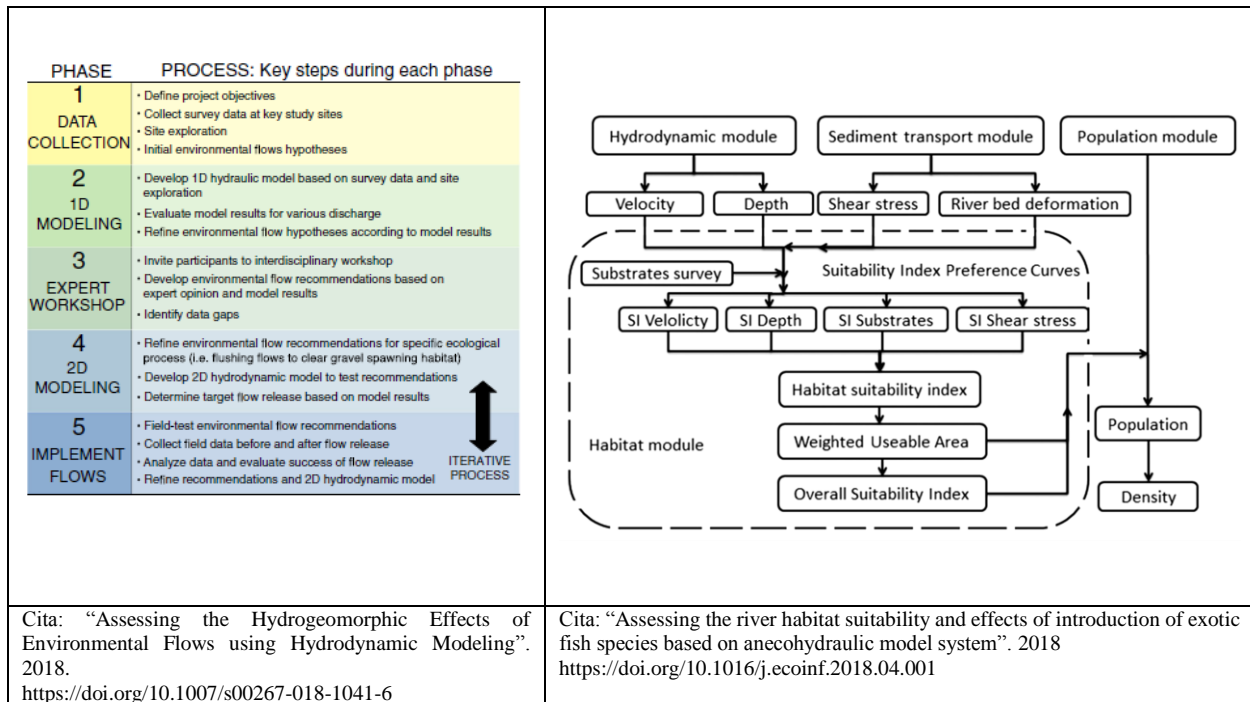 PHASE
PROCESS: Key steps during each phase
1
DATA
COLLECTION
• Define project objectives
• Collect survey data at key study sites
• Site exploration
• Initial environmental flows hypotheses
2
1D
MODELING
• Develop 1D hydraulic model based on survey data and site
exploration
• Evaluate model results for various discharge
• Refine environmental flow hypotheses according to model results
3
EXPERT
WORKSHOP
• Invite participants to interdisciplinary workshop
• Develop environmental flow recommendations based on
expert opinion and model results
• Identify data gaps
4
2D
MODELING
• Refine environmental flow recommendations for specific ecological
process (i.e. flushing flows to clear gravel spawning habitat)
• Develop 2D hydrodynamic model to test recommendations
• Determine target flow release based on model results
5
IMPLEMENT
FLOWS
• Field-test environmental flow recommendations
• Collect field data before and after flow release
• Analyze data and evaluate success of flow release
• Refine recommendations and 2D hydrodynamic model
ITERATIVE
PROCESS
Hydrodynamic module
Sediment transport module
Population module
Velocity
Depth
Shear stress
River bed deformation
Substrates survey
Suitability Index Preference Curves
SI Velolicty
SI Depth
SI Substrates
SI Shear stress
Habitat suitability index
Habitat module
Weighted Useable Area
Population
Overall Suitability Index
Density
Cita: “Assessing the Hydrogeomorphic Effects of
Environmental Flows using Hydrodynamic Modeling”.
2018.
https://doi.org/10.1007/s00267-018-1041-6
Cita: “Assessing the river habitat suitability and effects of introduction of exotic
fish species based on anecohydraulic model system”. 2018
https://doi.org/10.1016/j.ecoinf.2018.04.001